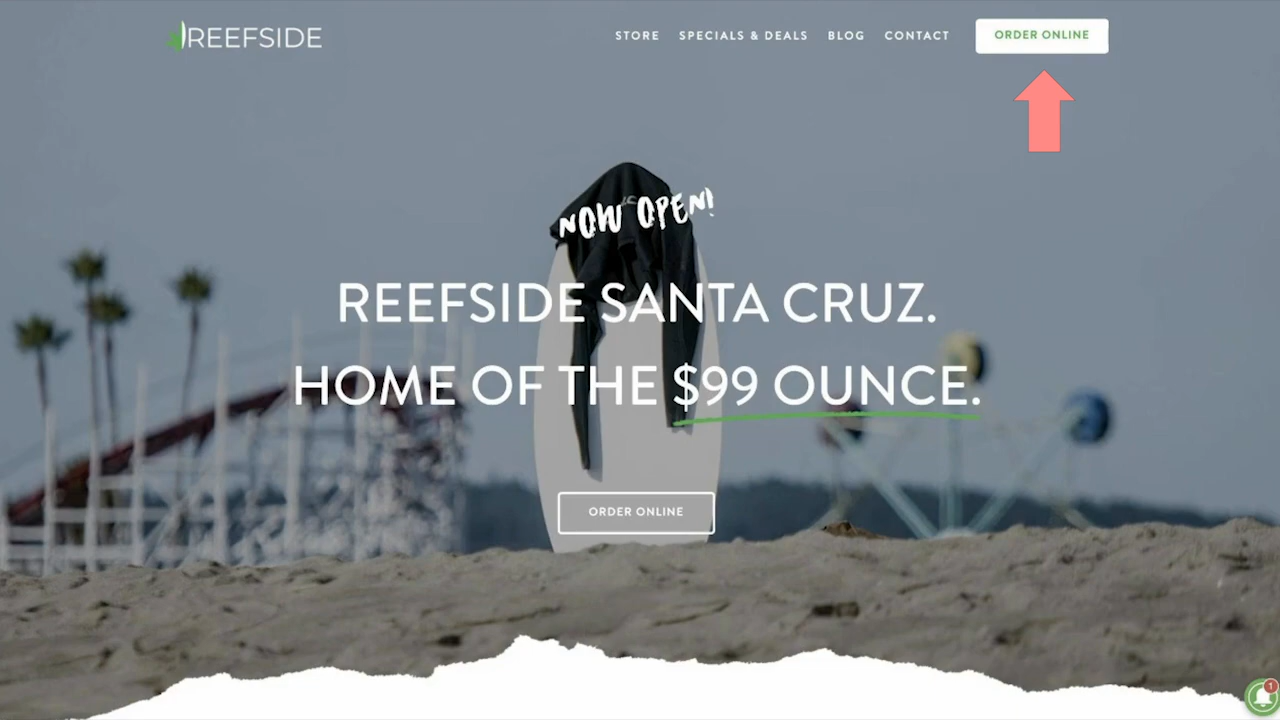 REEFSIDE
STORE SPECIALS & DEALS BLOG CONTACT ORDER ONLINE
NOW OPEN!
REEFSIDE SANTA CRUZ.
HOME OF THE $99 OUNCE.
ORDER ONLINE
1